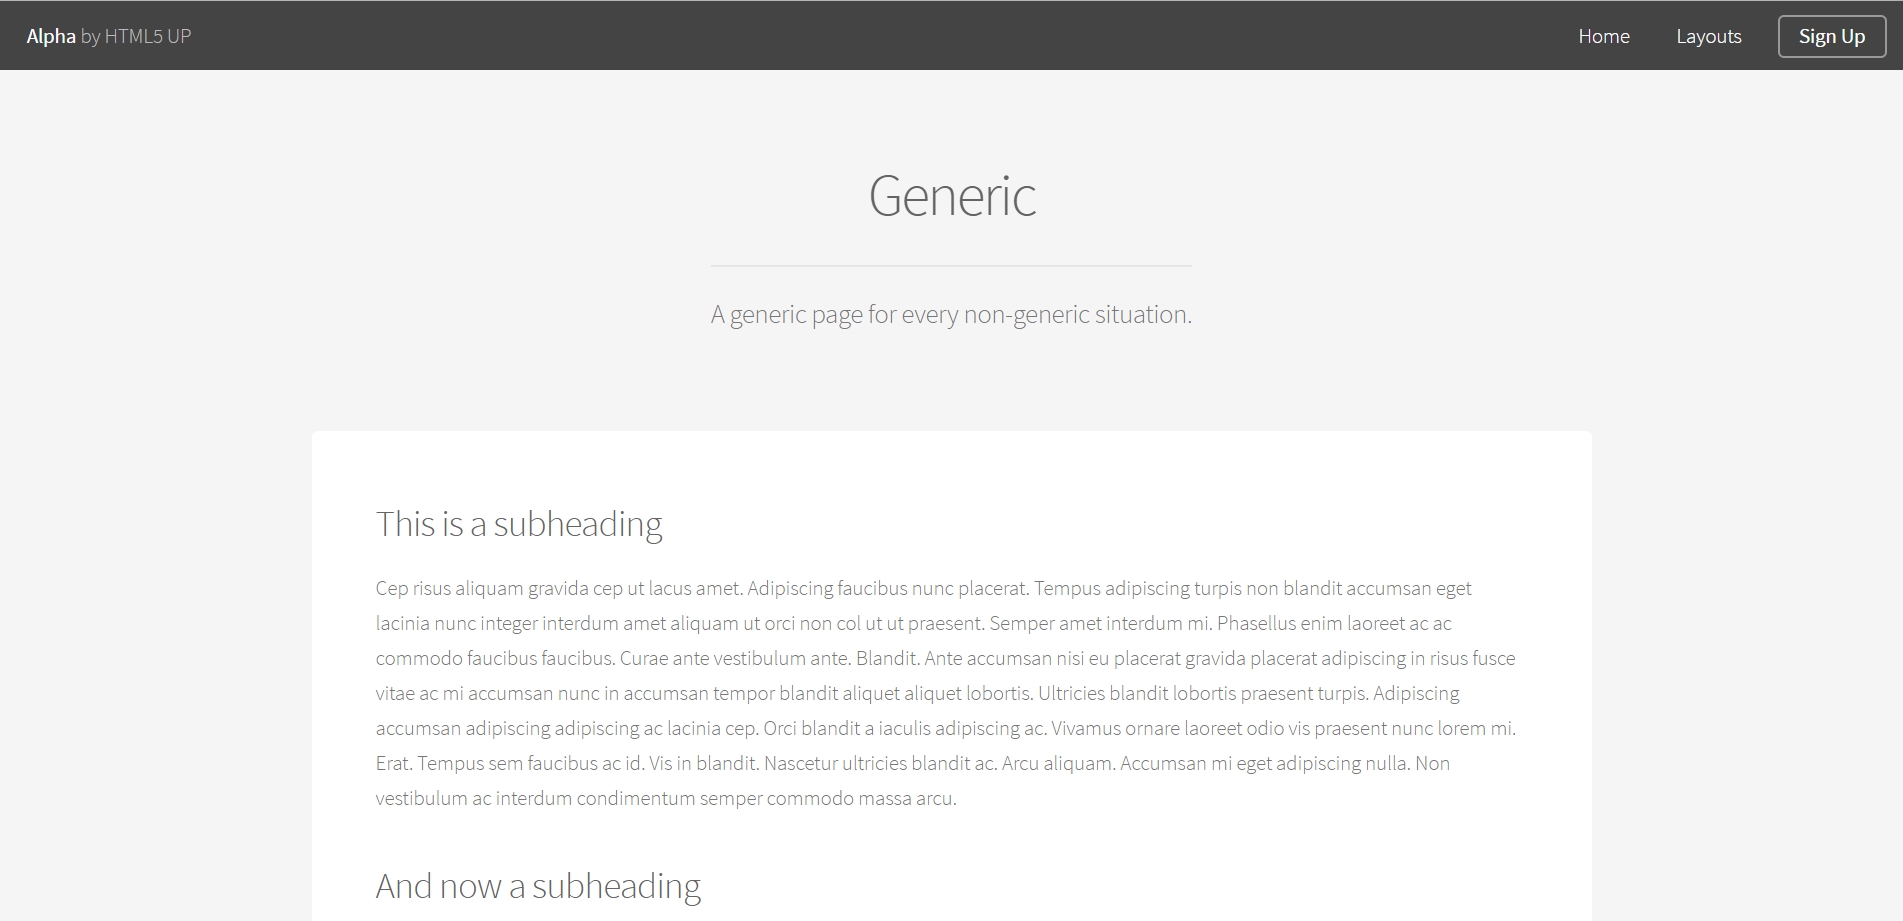 Alpha by HTML5 UP
Home
Layouts
Sign Up
Generic
A generic page for every non-generic situation.
This is a subheading
Cep risus aliquam gravida cep ut lacus amet. Adipiscing faucibus nunc placerat. Tempus adipiscing turpis non blandit accumsan eget
lacinia nunc integer interdum amet aliquam ut orci non col ut ut praesent. Semper amet interdum mi. Phasellus enim laoreet ac ac
commodo faucibus faucibus. Curae ante vestibulum ante. Blandit. Ante accumsan nisi eu placerat gravida placerat adipiscing in risus fusce
vitae ac mi accumsan nunc in accumsan tempor blandit aliquet aliquet lobortis. Ultricies blandit lobortis praesent turpis. Adipiscing
accumsan adipiscing adipiscing ac lacinia cep. Orci blandit a iaculis adipiscing ac. Vivamus ornare laoreet odio vis praesent nunc lorem mi.
Erat. Tempus sem faucibus ac id. Vis in blandit. Nascetur ultricies blandit ac. Arcu aliquam. Accumsan mi eget adipiscing nulla. Non
vestibulum ac interdum condimentum semper commodo massa arcu.
And now a subheading